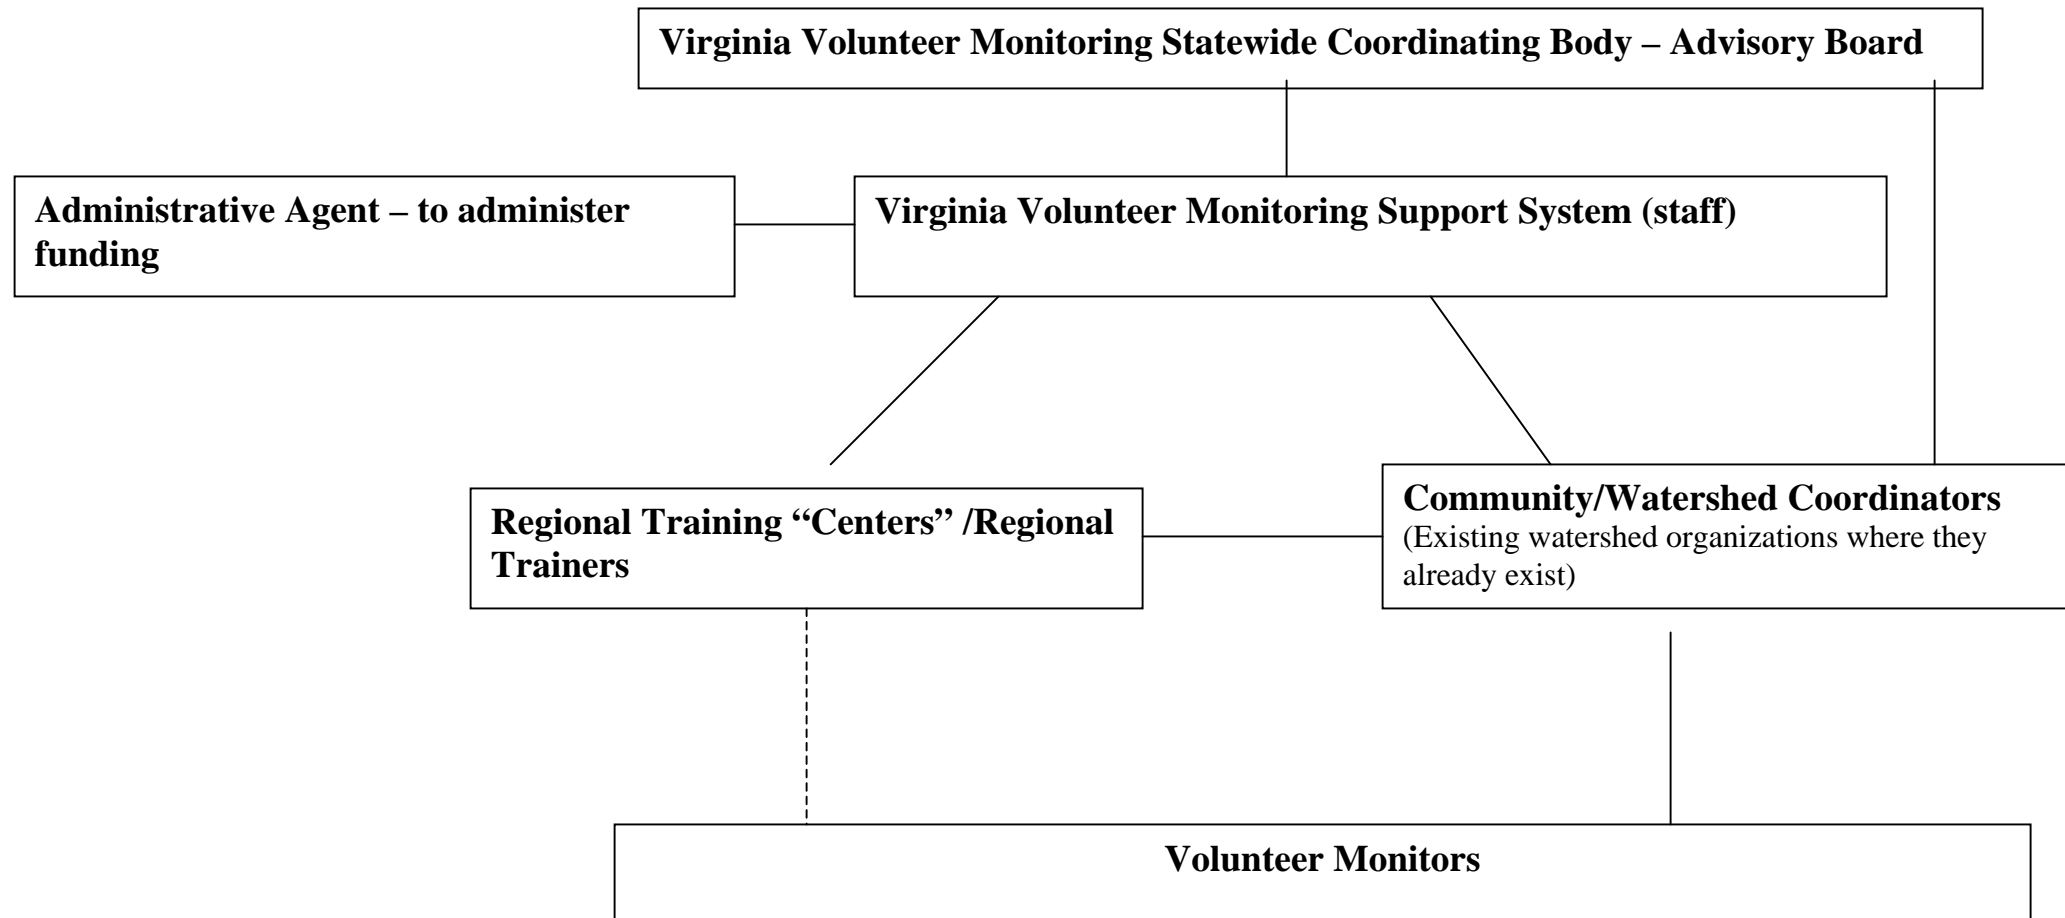 Virginia Volunteer Monitoring Statewide Coordinating Body – Advisory Board
Administrative Agent – to administer
funding
Virginia Volunteer Monitoring Support System (staff)
Regional Training “Centers” /Regional
Trainers
Community/Watershed Coordinators
(Existing watershed organizations where they
already exist)
Volunteer Monitors